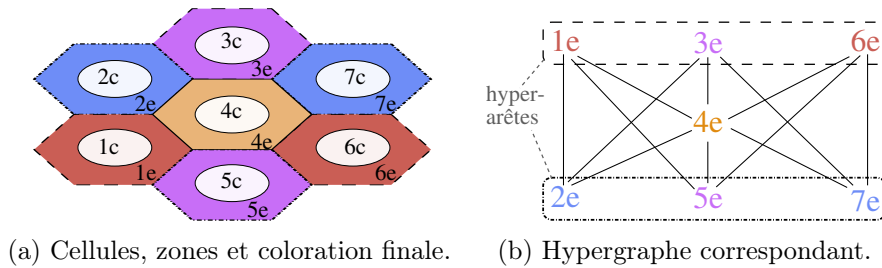 3c
3e
2c
2e
7c
7e
4c
4e
1c
1e
6c
6e
5c
5e
(a) Cellules, zones et coloration finale.
1e 3e 6e
hyper-
arêtes
4e
2e 5e 7e
(b) Hypergraphe correspondant.